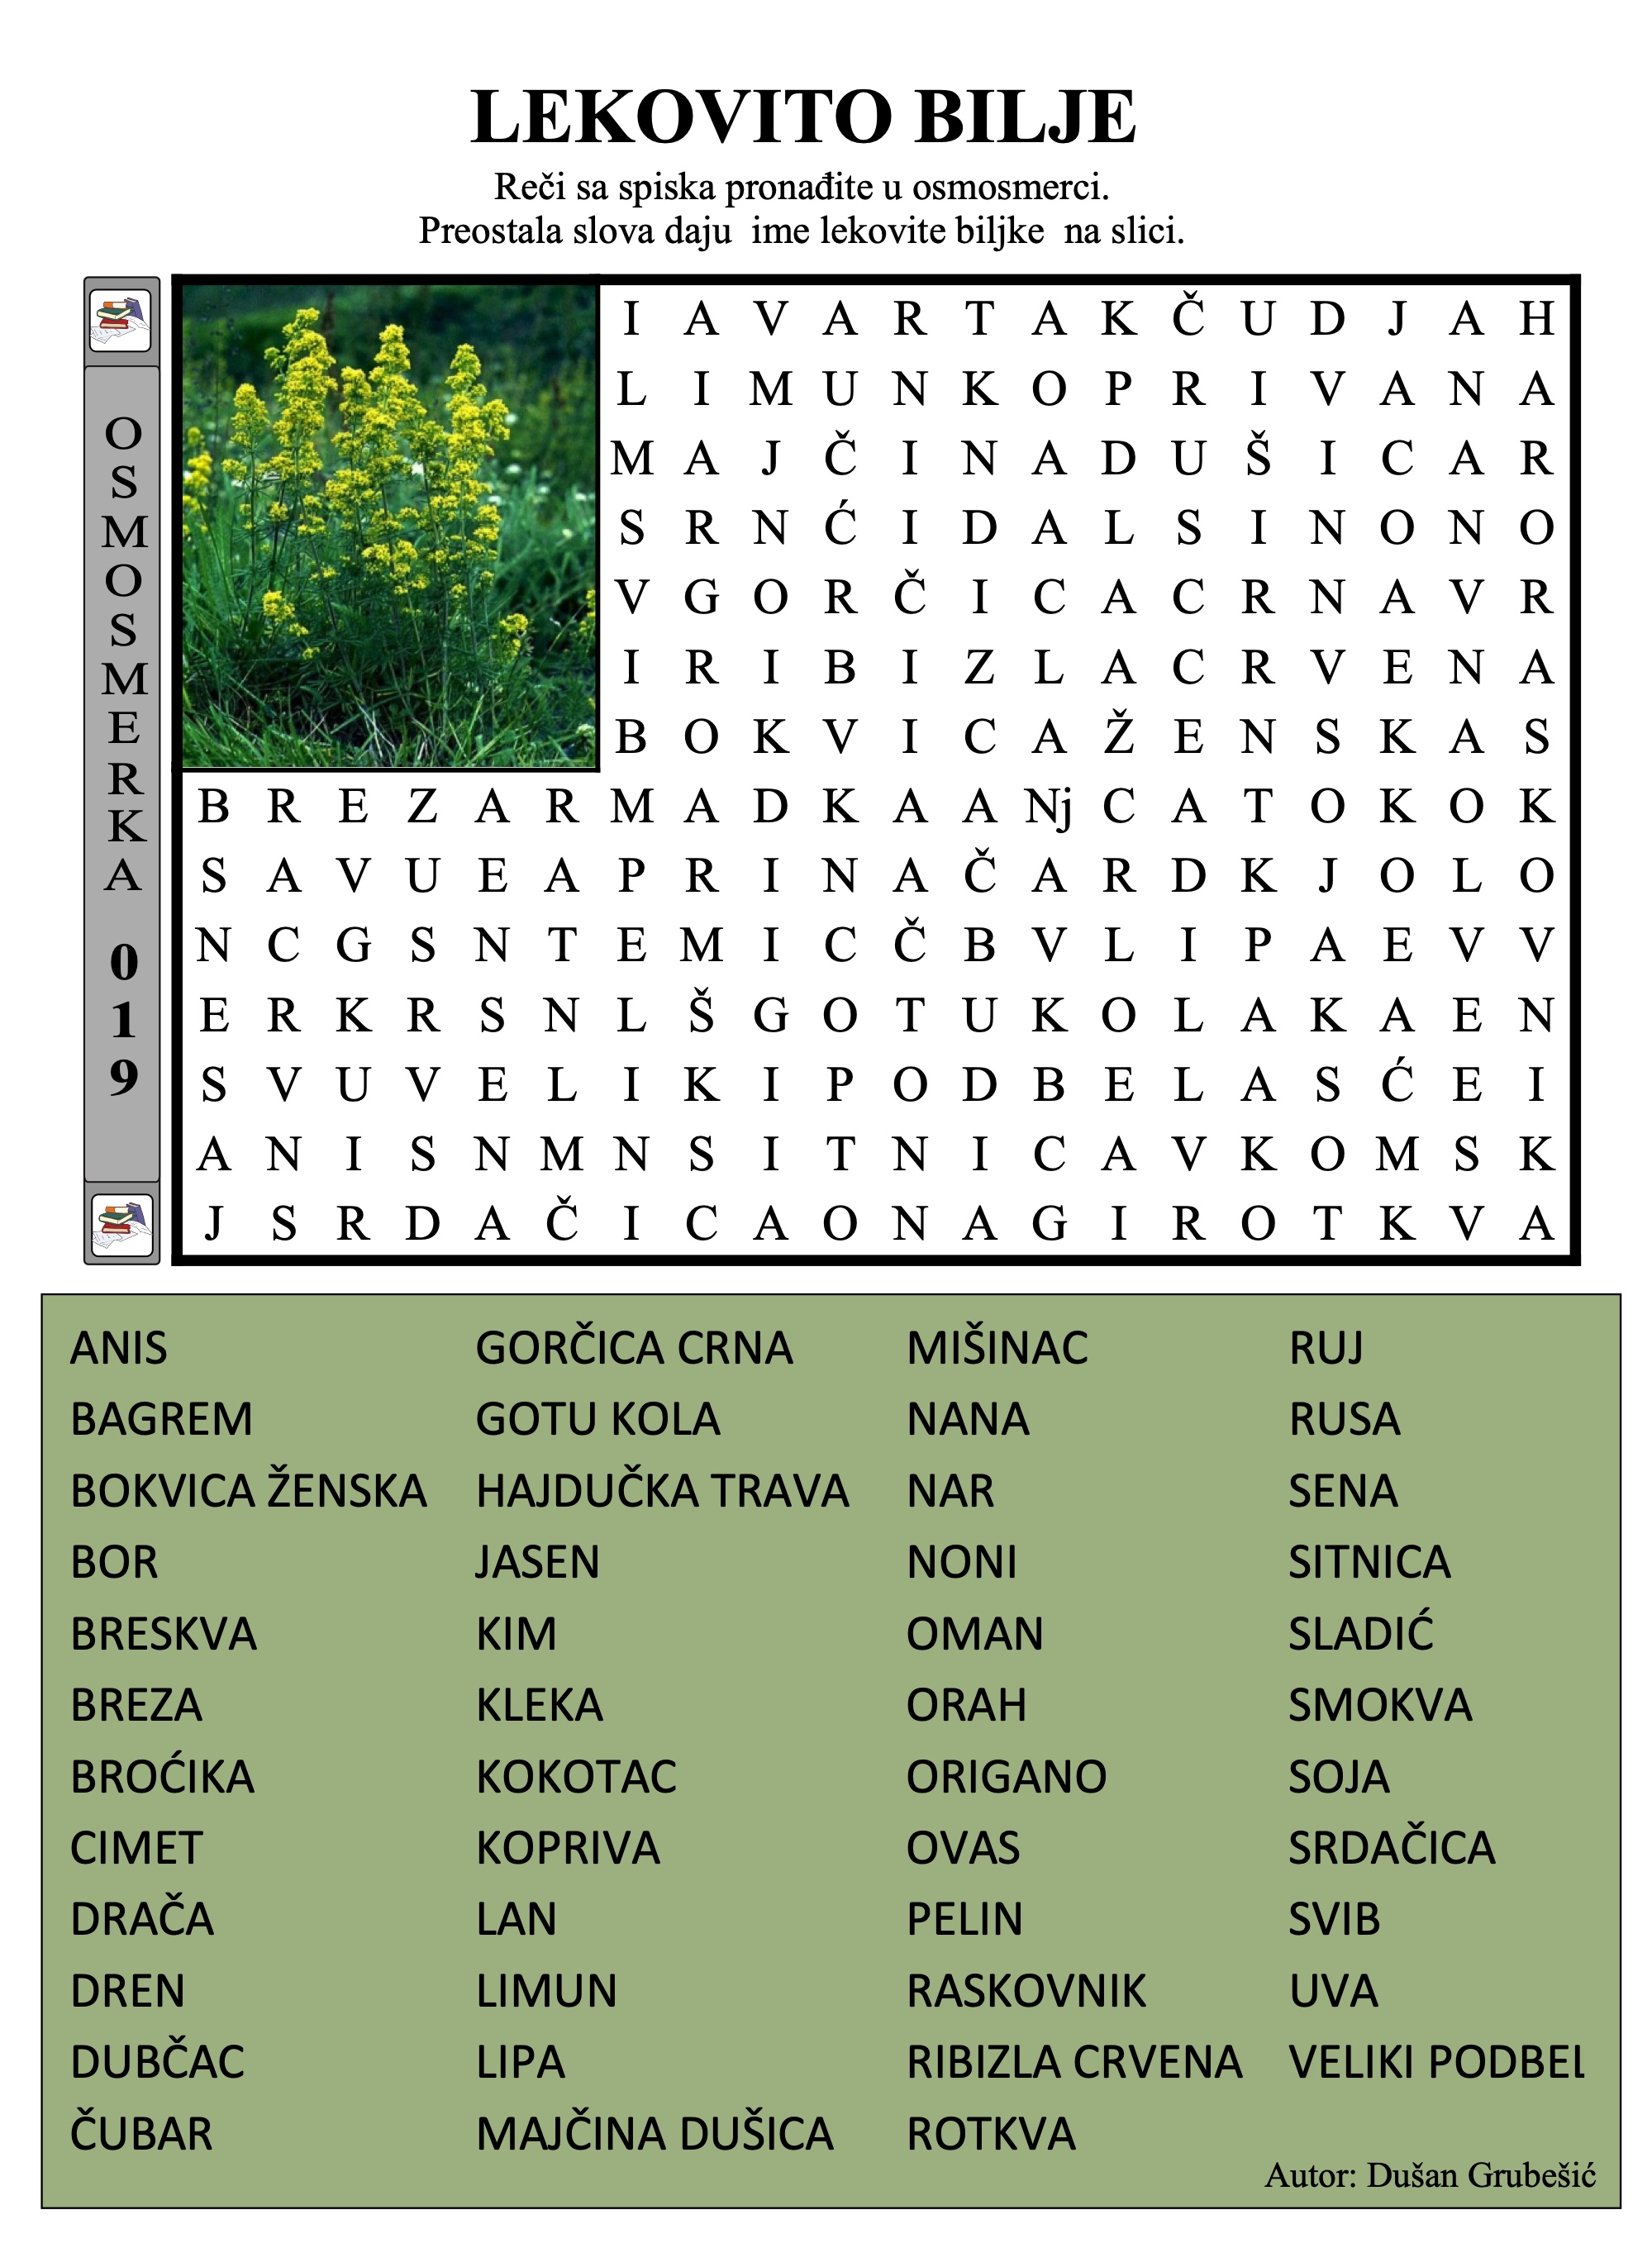 LEKOVITO BILJE
Reči sa spiska pronađite u osmosmerci.
Preostala slova daju ime lekovite biljke na slici.
O
S
M
O
S
M
E
R
K
A
0
1
9
I A V A R T A K Č U D J A H
L I M U N K O P R I V A N A
M A J Č I N A D U Š I C A R
S R N Ć I D A L S I N O N O
V G O R Č I C A C R N A V R
I R I B I Z L A C R V E N A
B O K V I C A Ž E N S K A S
B R E Z A R M A D K A A Nj C A T O K O K
S A V U E A P R I N A Č A R D K J O L O
N C G S N T E M I C Č B V L I P A E V V
E R K R S N L Š G O T U K O L A K A E N
S V U V E L I K I P O D B E L A S Ć E I
A N I S N M N S I T N I C A V K O M S K
J S R D A Č I C A O N A G I R O T K V A
ANIS
BAGREM
BOKVICA ŽENSKA
BOR
BRESKVA
BREZA
BROĆIKA
CIMET
DRAČA
DREN
DUBČAC
ČUBAR
GORČICA CRNA
GOTU KOLA
HAJDUČKA TRAVA
JASEN
KIM
KLEKA
KOKOTAC
KOPRIVA
LAN
LIMUN
LIPA
MAJČINA DUŠICA
MIŠINAC
NANA
NAR
NONI
OMAN
ORAH
ORIGANO
OVAS
PELIN
RASKOVNIK
RIBIZLA CRVENA
ROTKVA
RUJ
RUSA
SENA
SITNICA
SLADIĆ
SMOKVA
SOJA
SRDAČICA
SVIB
UVA
VELIKI PODBEL
Autor: Dušan Grubešić